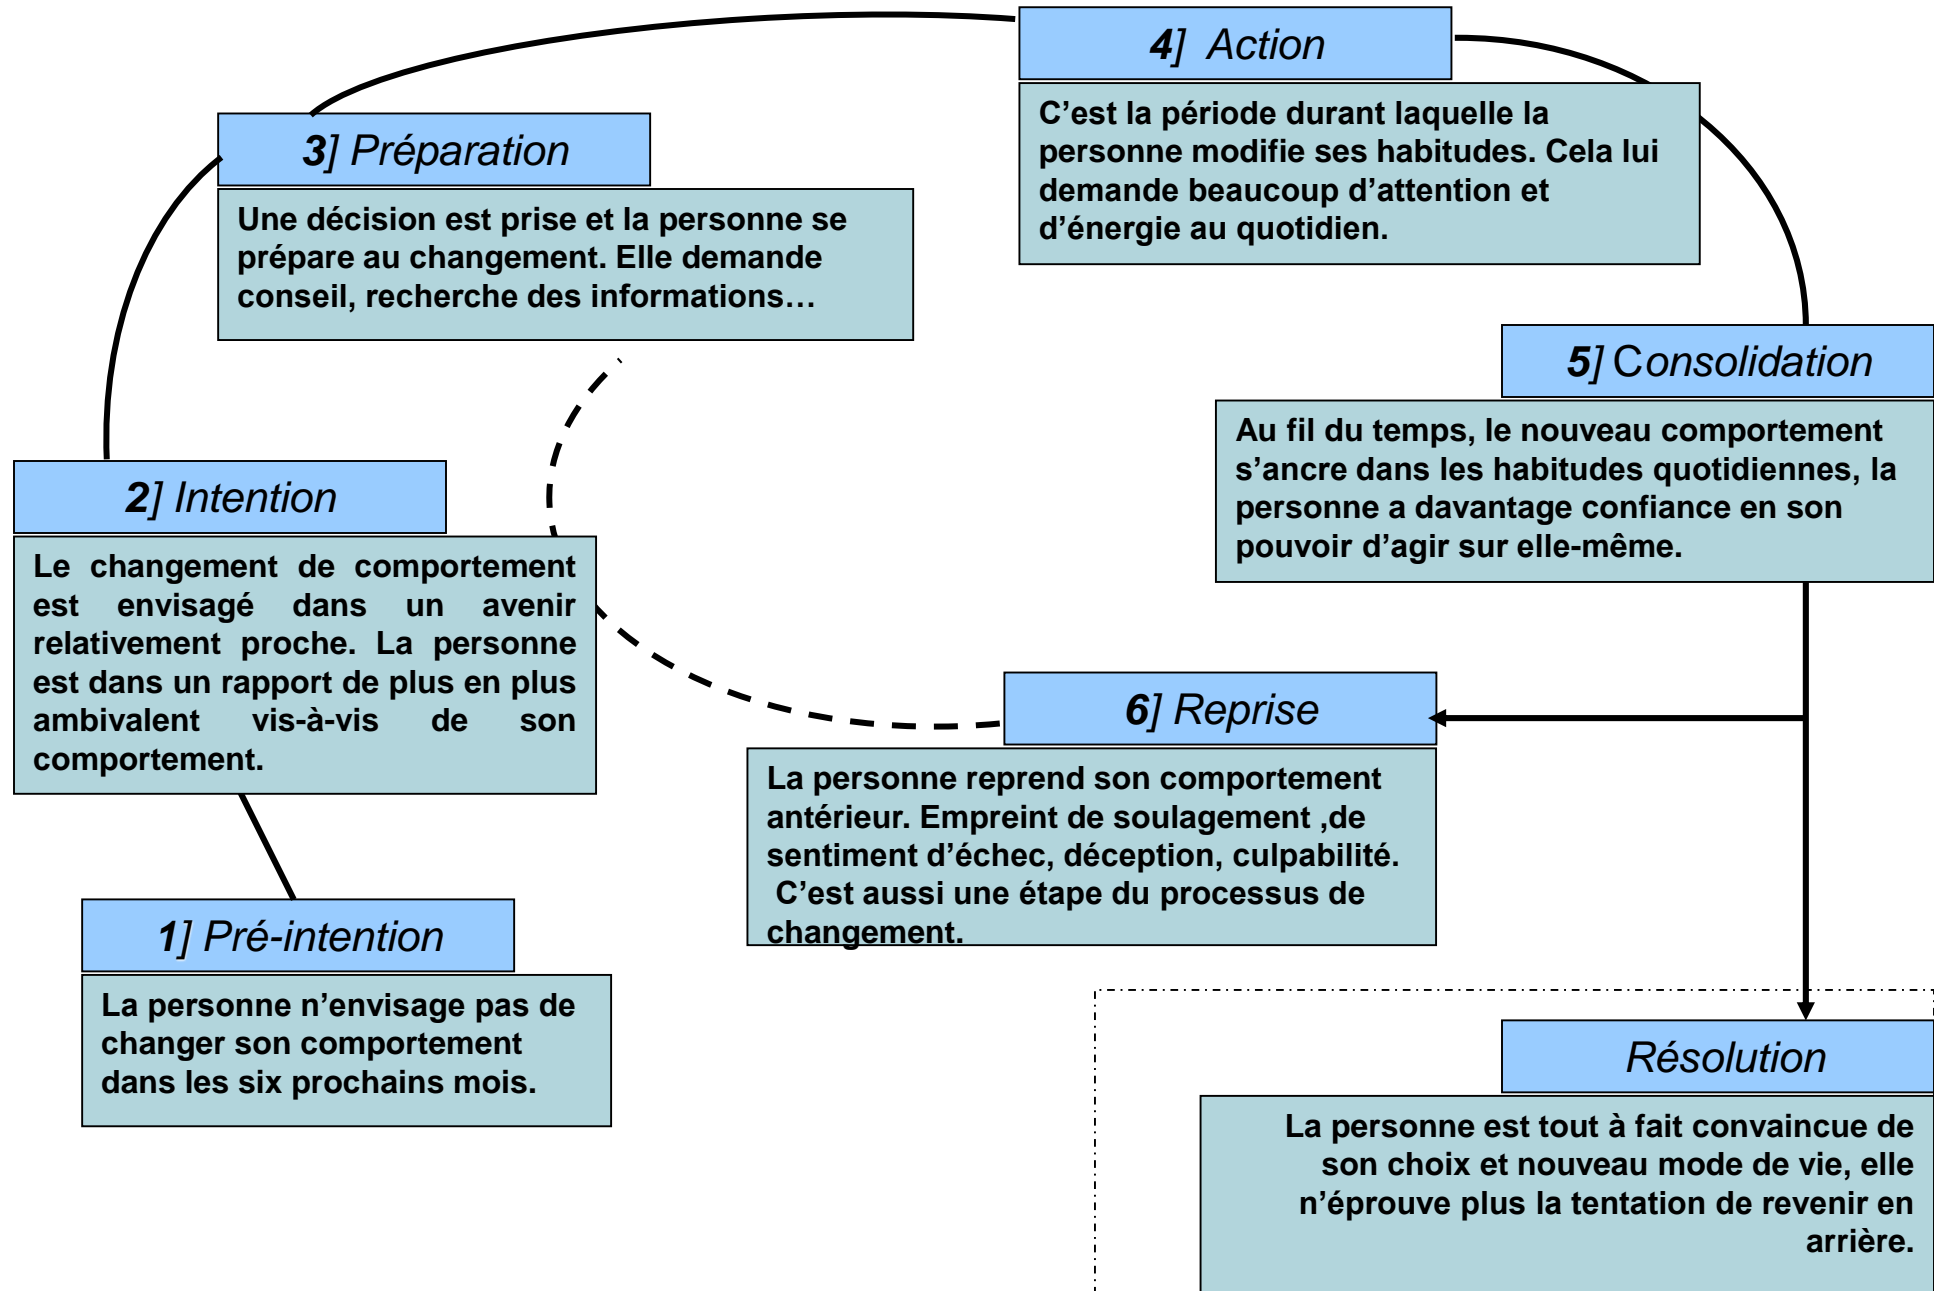 4] Action
C’est la période durant laquelle la
personne modifie ses habitudes. Cela lui
demande beaucoup d’attention et
d’énergie au quotidien.
3] Préparation
Une décision est prise et la personne se
prépare au changement. Elle demande
conseil, recherche des informations…
5] Consolidation
Au fil du temps, le nouveau comportement
s’ancre dans les habitudes quotidiennes, la
personne a davantage confiance en son
pouvoir d’agir sur elle-même.
2] Intention
Le changement de comportement
est envisagé dans un avenir
relativement proche. La personne
est dans un rapport de plus en plus
ambivalent vis-à-vis de son
comportement.
6] Reprise
La personne reprend son comportement
antérieur. Empreint de soulagement ,de
sentiment d’échec, déception, culpabilité.
C’est aussi une étape du processus de
changement.
1] Pré-intention
La personne n’envisage pas de
changer son comportement
dans les six prochains mois.
Résolution
La personne est tout à fait convaincue de
son choix et nouveau mode de vie, elle
n’éprouve plus la tentation de revenir en
arrière.